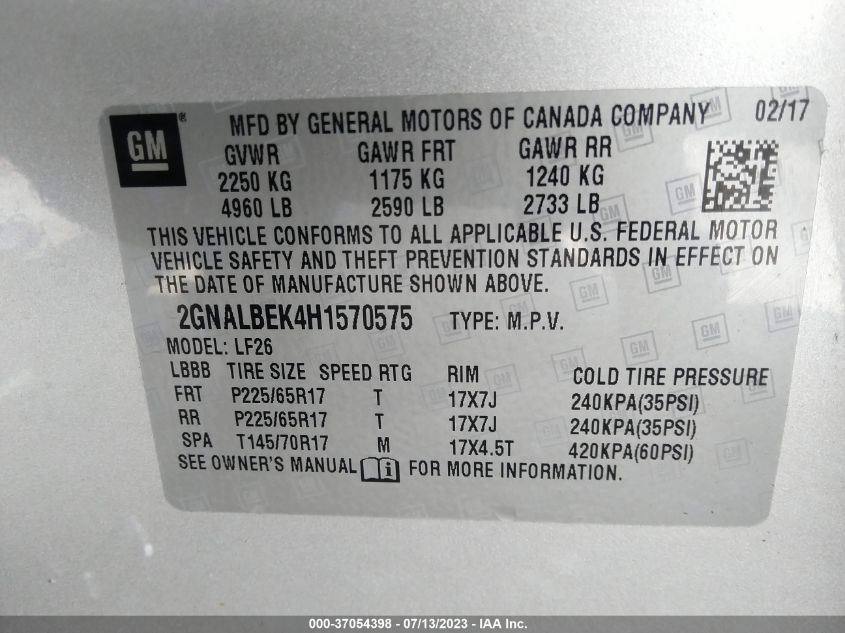 GM ®
MFD BY GENERAL MOTORS OF CANADA COMPANY 02/17
GVWR GAWR FRT GAWR RR
2250 KG 1175 KG 1240 KG
4960 LB 2590 LB 2733 LB
THIS VEHICLE CONFORMS TO ALL APPLICABLE U.S. FEDERAL MOTOR
VEHICLE SAFETY AND THEFT PREVENTION STANDARDS IN EFFECT ON
THE DATE OF MANUFACTURE SHOWN ABOVE.
2GNALBEK4H1570575 TYPE: M.P.V.
MODEL: LF26
LBBB TIRE SIZE SPEED RTG RIM COLD TIRE PRESSURE
FRT P225/65R17 T 17X7J 240KPA(35PSI)
RR P225/65R17 T 17X7J 240KPA(35PSI)
SPA T145/70R17 M 17X4.5T 420KPA(60PSI)
SEE OWNER'S MANUAL i FOR MORE INFORMATION.
000-37054398 - 07/13/2023 - IAA Inc.